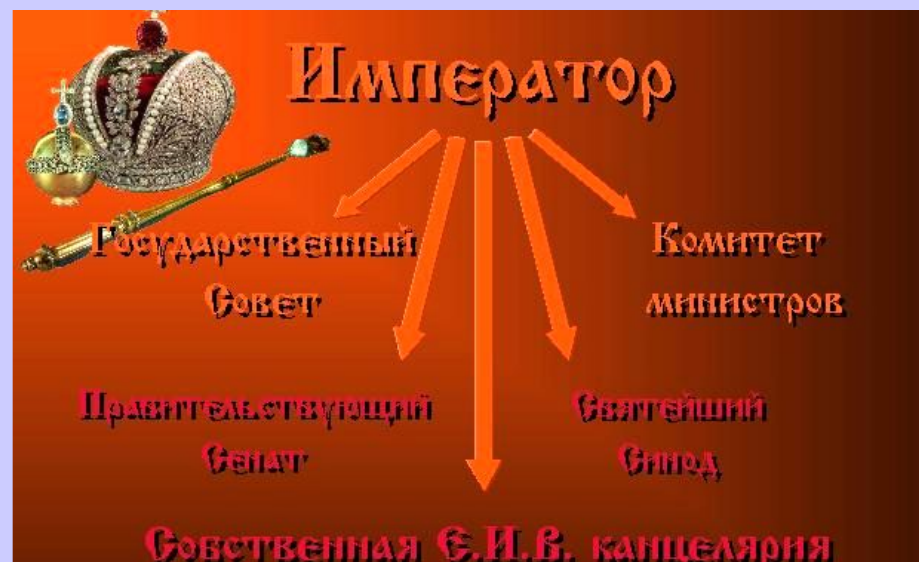 Император
Государственный
Совет
Комитет
министров
Правительствующий
Сенат
Святейший
Синод
Собственная Е.И.В. канцелярия